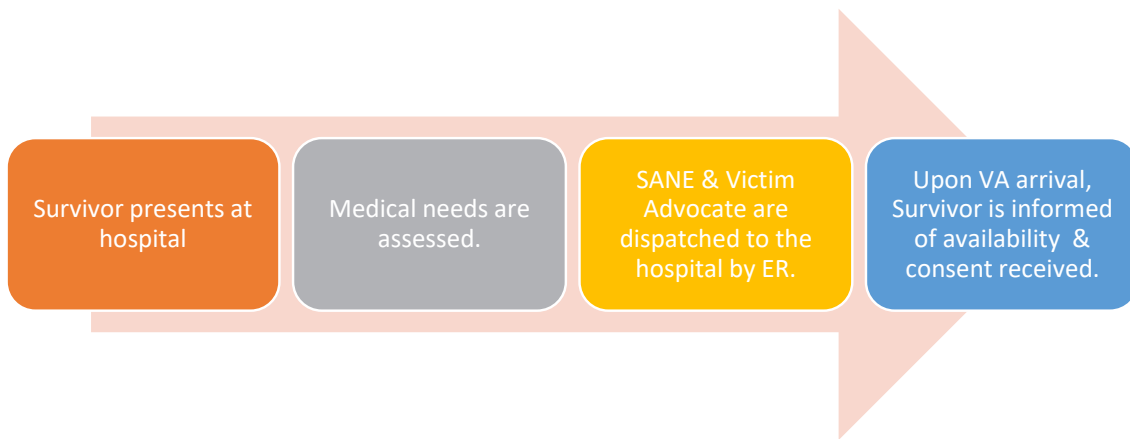 Survivor presents at
hospital
Medical needs are
assessed.
SANE & Victim
Advocate are
dispatched to the
hospital by ER.
Upon VA arrival,
Survivor is informed
of availability  &
consent received.